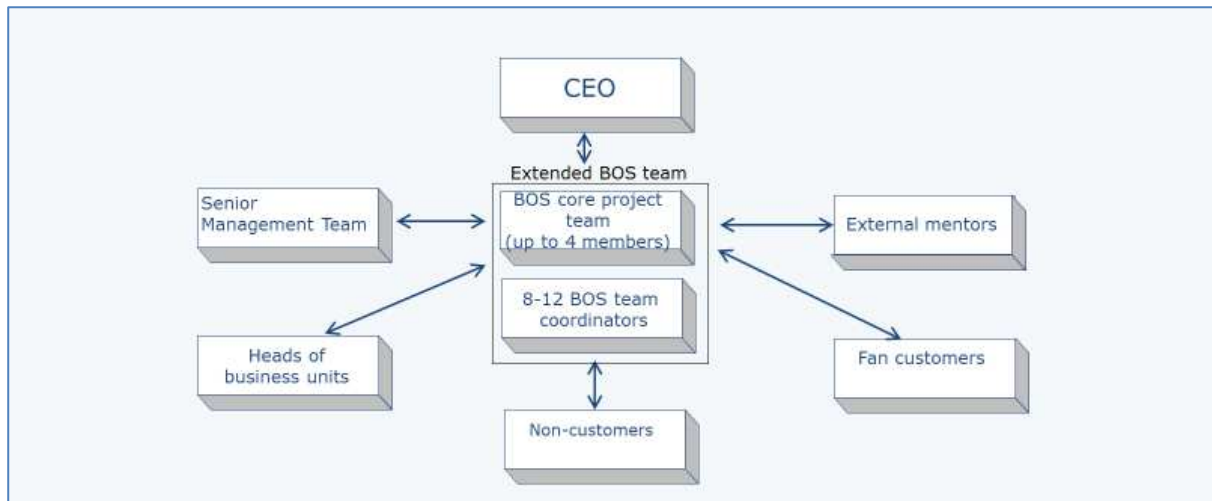 CEO
Extended BOS team
Senior
Management Team
BOS core project
team
(up to 4 members)
External mentors
8-12 BOS team
coordinators
Heads of
business units
Fan customers
Non-customers